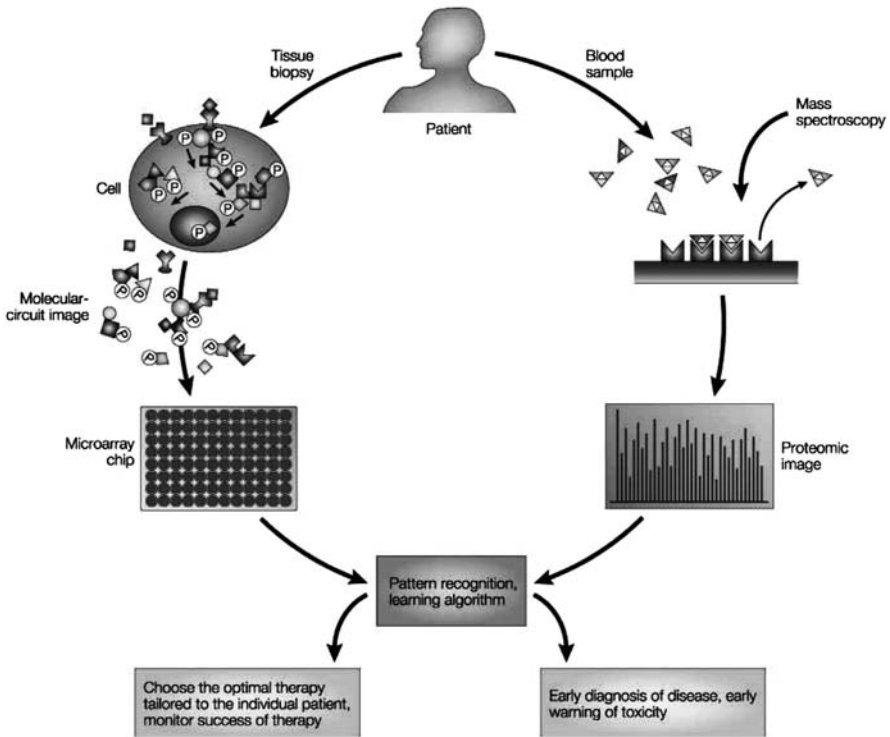 Tissue
biopsy
Blood
sample
Patient
Mass
spectroscopy
Cell
P
P
P
P
P
P
P
P
P
Molecular-
circuit image
P
P
P
P
P
P
Microarray
chip
Proteomic
image
Pattern recognition,
learning algorithm
Choose the optimal therapy
tailored to the individual patient,
monitor success of therapy
Early diagnosis of disease, early
warning of toxicity